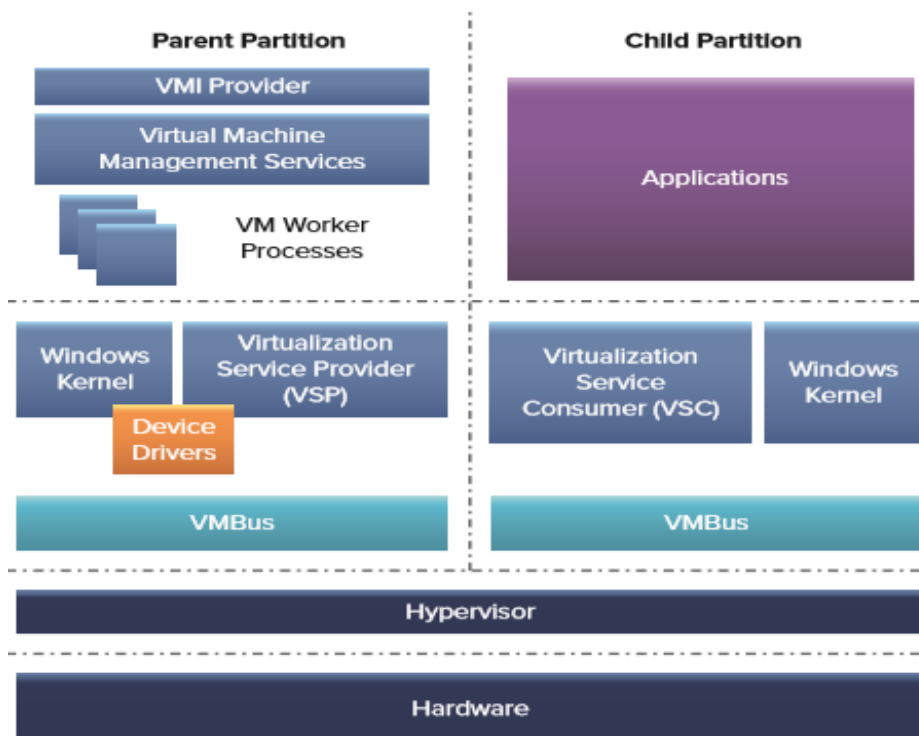 Parent Partition
VMI Provider
Virtual Machine
Management Services
VM Worker
Processes
Windows
Kernel
Virtualization
Service Provider
(VSP)
Device
Drivers
VMBus
Child Partition
Applications
Virtualization
Service
Consumer (VSC)
Windows
Kernel
VMBus
Hypervisor
Hardware